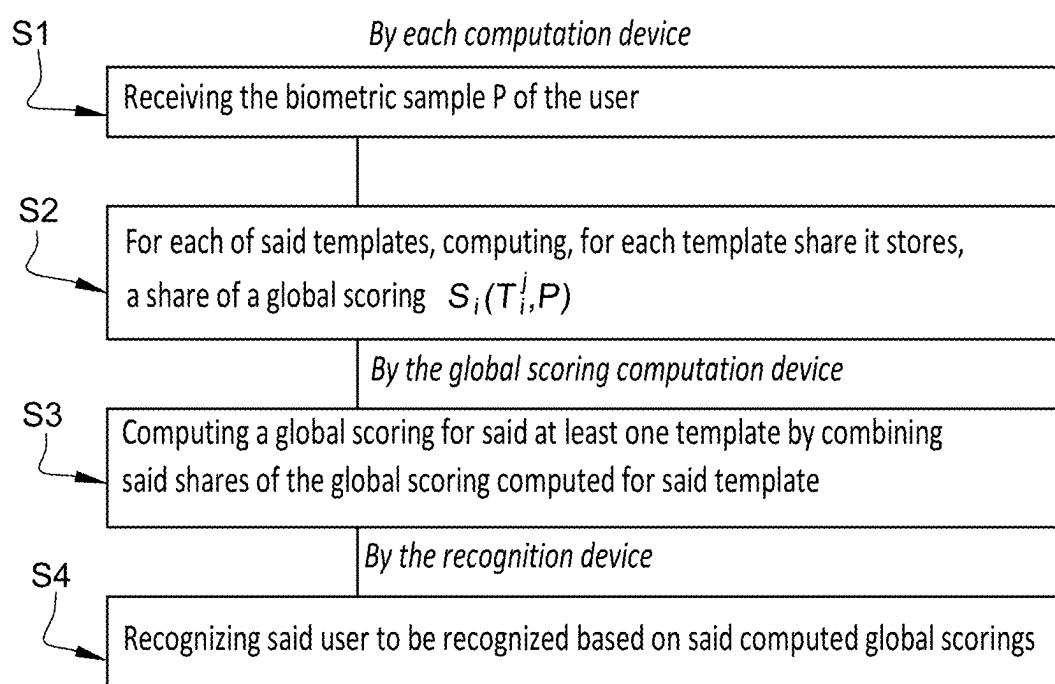 S1
By each computation device
Receiving the biometric sample P of the user
S2
For each of said templates, computing, for each template share it stores,
a share of a global scoring S_i(T_i^j,P)
By the global scoring computation device
S3
Computing a global scoring for said at least one template by combining
said shares of the global scoring computed for said template
By the recognition device
S4
Recognizing said user to be recognized based on said computed global scorings